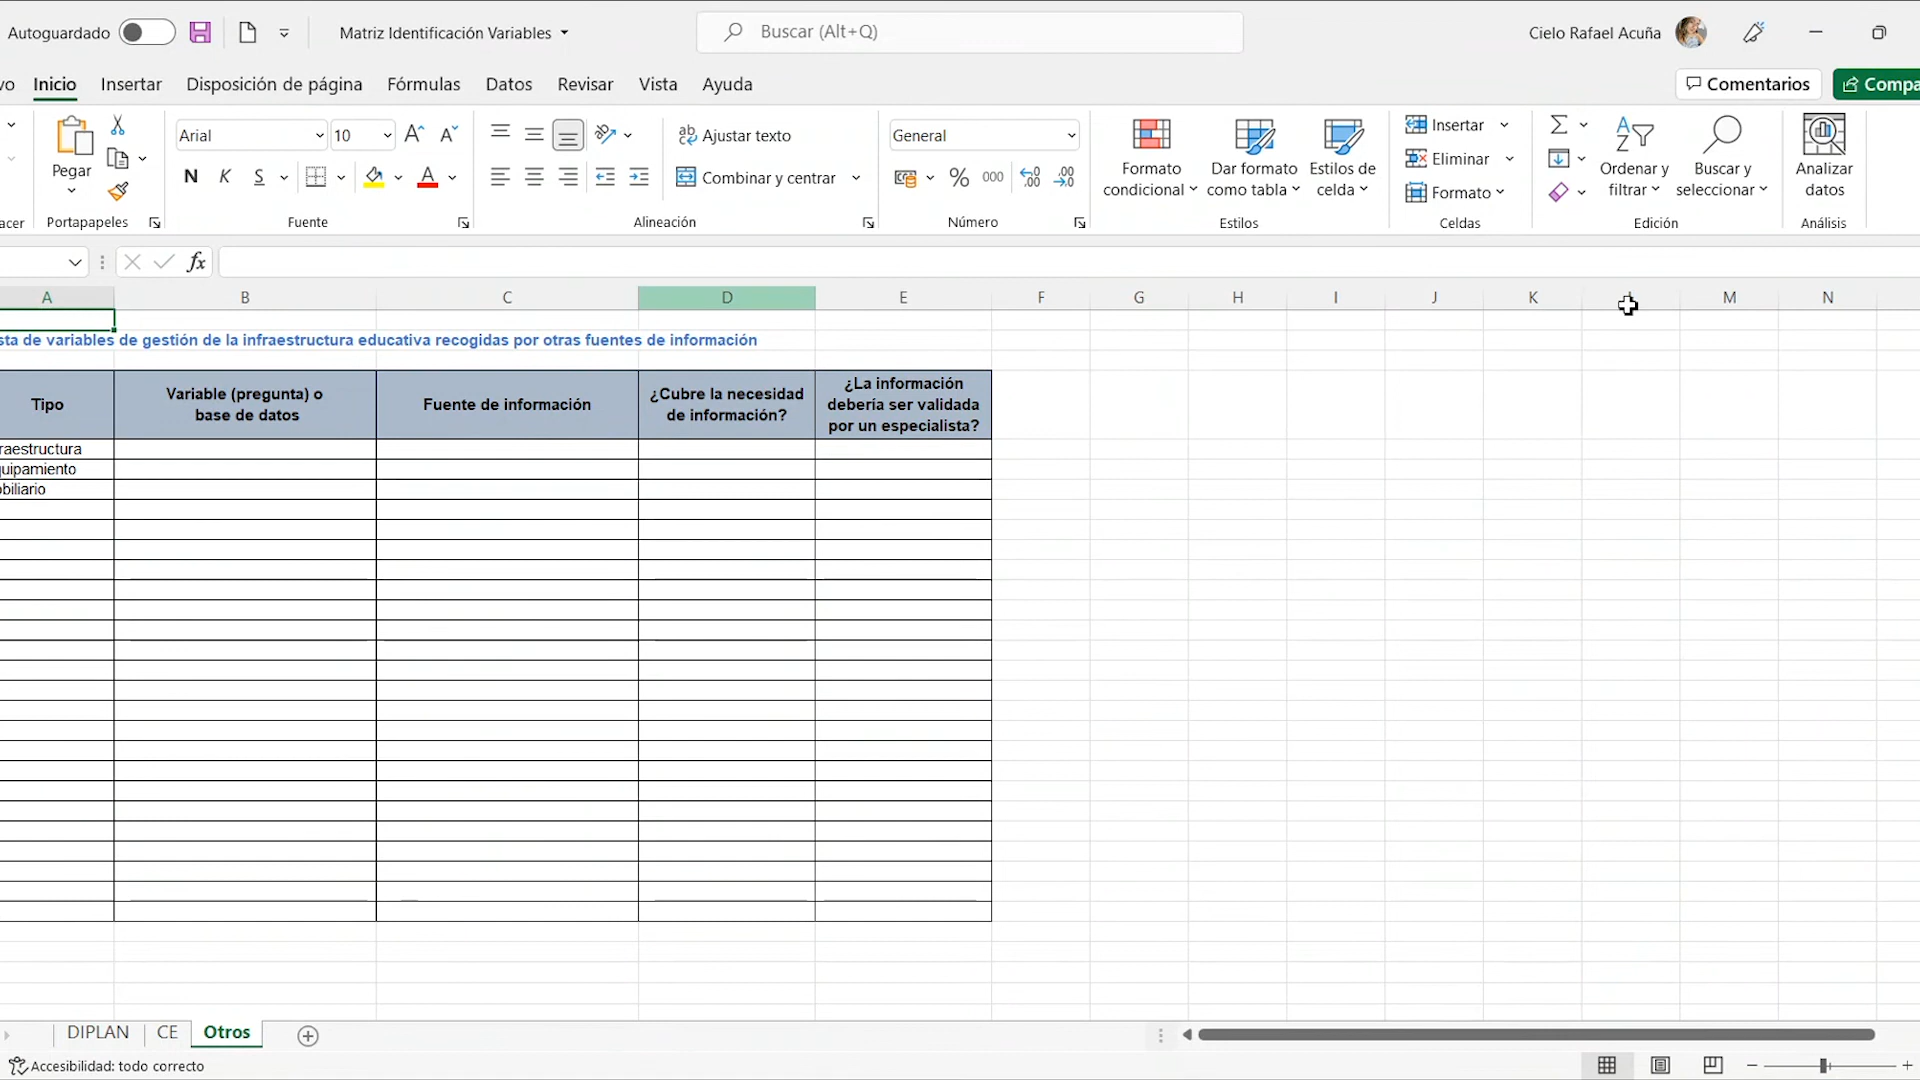 Autoguardado
Matriz Identificación Variables
Buscar (Alt+Q)
Cielo Rafael Acuña
vo Inicio Insertar Disposición de página Fórmulas Datos Revisar Vista Ayuda
Comentarios
Compa
Pegar
Arial
10
N K S
Ajustar texto
Combinar y centrar
General
% 000
Formato condicional
Dar formato como tabla
Estilos de celda
Insertar
Eliminar
Formato
Ordenar y filtrar
Buscar y seleccionar
Analizar datos
acer
Portapapeles
Fuente
Alineación
Número
Estilos
Celdas
Edición
Análisis
fx
A B C D E F G H I J K L M N
sta de variables de gestión de la infraestructura educativa recogidas por otras fuentes de información
Tipo
Variable (pregunta) o
base de datos
Fuente de información
¿Cubre la necesidad
de información?
¿La información
debería ser validada
por un especialista?
raestructura
uipamiento
biliario
DIPLAN CE Otros
Accesibilidad: todo correcto